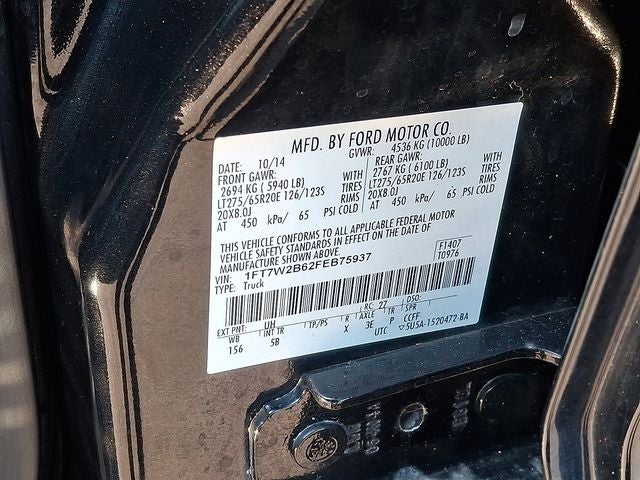 MFD. BY FORD MOTOR CO.
DATE: 10/14 GVWR: 4536 KG (10000 LB)
FRONT GAWR: REAR GAWR:
2694 KG ( 5940 LB) WITH 2767 KG ( 6100 LB) WITH
LT275/65R20E 126/123S TIRES LT275/65R20E 126/123S TIRES
20X8.0J RIMS 20X8.0J RIMS
AT 450 kPa/ 65 PSI COLD AT 450 kPa/ 65 PSI COLD
THIS VEHICLE CONFORMS TO ALL APPLICABLE FEDERAL MOTOR
VEHICLE SAFETY STANDARDS IN EFFECT ON THE DATE OF
MANUFACTURE SHOWN ABOVE.
VIN: 1FT7W2B62FEB75937 F1407
TYPE: Truck T0976
EXT PNT: UH RC: 27 DSO:
WB INT TR TP/PS R AXLE TR SPR
156 5B X 3E P CCFF
UTC ▽5U5A-1520472-BA